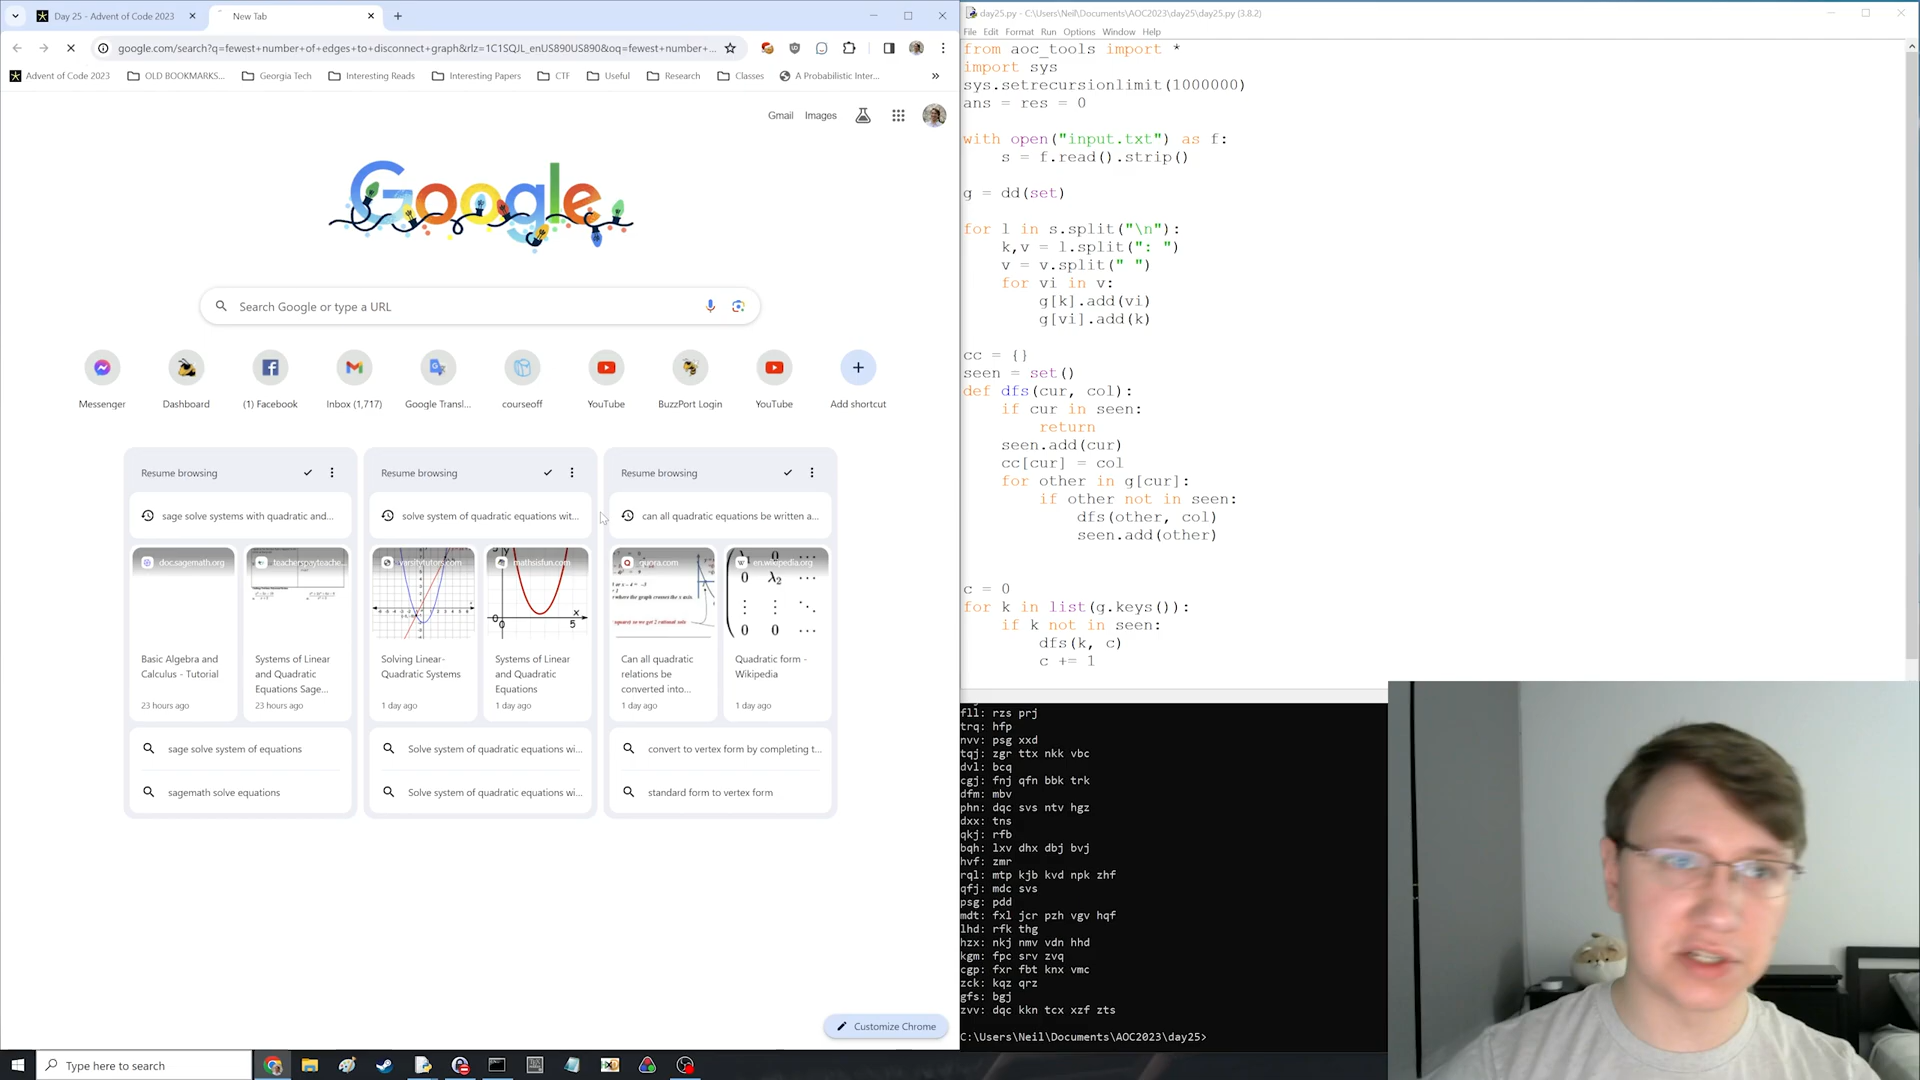 Day 25 - Advent of Code 2023
New Tab
google.com/search?q=fewest+number+of+edges+to+disconnect+graph&rlz=1C1SQJL_enUS890US890&oq=fewest+number+...
Advent of Code 2023
OLD BOOKMARKS...
Georgia Tech
Interesting Reads
Interesting Papers
CTF
Useful
Research
Classes
A Probabilistic Inter...
»
Gmail
Images
Google
Search Google or type a URL
Messenger
Dashboard
(1) Facebook
Inbox (1,717)
Google Transl...
courseoff
YouTube
BuzzPort Login
YouTube
Add shortcut
Resume browsing
sage solve systems with quadratic and...
doc.sagemath.org
teacherspayteache...
Basic Algebra and
Calculus - Tutorial
23 hours ago
Systems of Linear
and Quadratic
Equations Sage...
23 hours ago
sage solve system of equations
sagemath solve equations
Resume browsing
solve system of quadratic equations wit...
varsitytutors.com
mathsisfun.com
Solving Linear-
Quadratic Systems
1 day ago
Systems of Linear
and Quadratic
Equations
1 day ago
Solve system of quadratic equations wi...
Solve system of quadratic equations wi...
Resume browsing
can all quadratic equations be written a...
quora.com
en.wikipedia.org
Can all quadratic
relations be
converted into...
1 day ago
Quadratic form -
Wikipedia
1 day ago
convert to vertex form by completing t...
standard form to vertex form
Customize Chrome
Type here to search
day25.py - C:\Users\Neil\Documents\AOC2023\day25\day25.py (3.8.2)
File Edit Format Run Options Window Help
from aoc_tools import *
import sys
sys.setrecursionlimit(1000000)
ans = res = 0
with open("input.txt") as f:
s = f.read().strip()
g = dd(set)
for l in s.split("\n"):
k,v = l.split(": ")
v = v.split(" ")
for vi in v:
g[k].add(vi)
g[vi].add(k)
cc = {}
seen = set()
def dfs(cur, col):
if cur in seen:
return
seen.add(cur)
cc[cur] = col
for other in g[cur]:
if other not in seen:
dfs(other, col)
seen.add(other)
c = 0
for k in list(g.keys()):
if k not in seen:
dfs(k, c)
c += 1
fll: rzs prj
trq: hfp
nvv: psg xxd
tqj: zgr ttx nkk vbc
dvl: bcq
cgj: fnj qfn bbk trk
dfm: mbv
phn: dqc svs ntv hgz
dxx: tns
qkj: rfb
bqh: lxv dhx dbj bvj
hvf: zmr
rql: mtp kjb kvd npk zhf
qfj: mdc svs
psg: pdd
mdt: fxl jcr pzh vgv hqf
lhd: rfk thg
hzx: nkj nmv vdn hhd
kgm: fpc srv zvq
cgp: fxr fbt knx vmc
zck: kqz qrz
gfs: bgj
zvv: dqc kkn tcx xzf zts
C:\Users\Neil\Documents\AOC2023\day25>